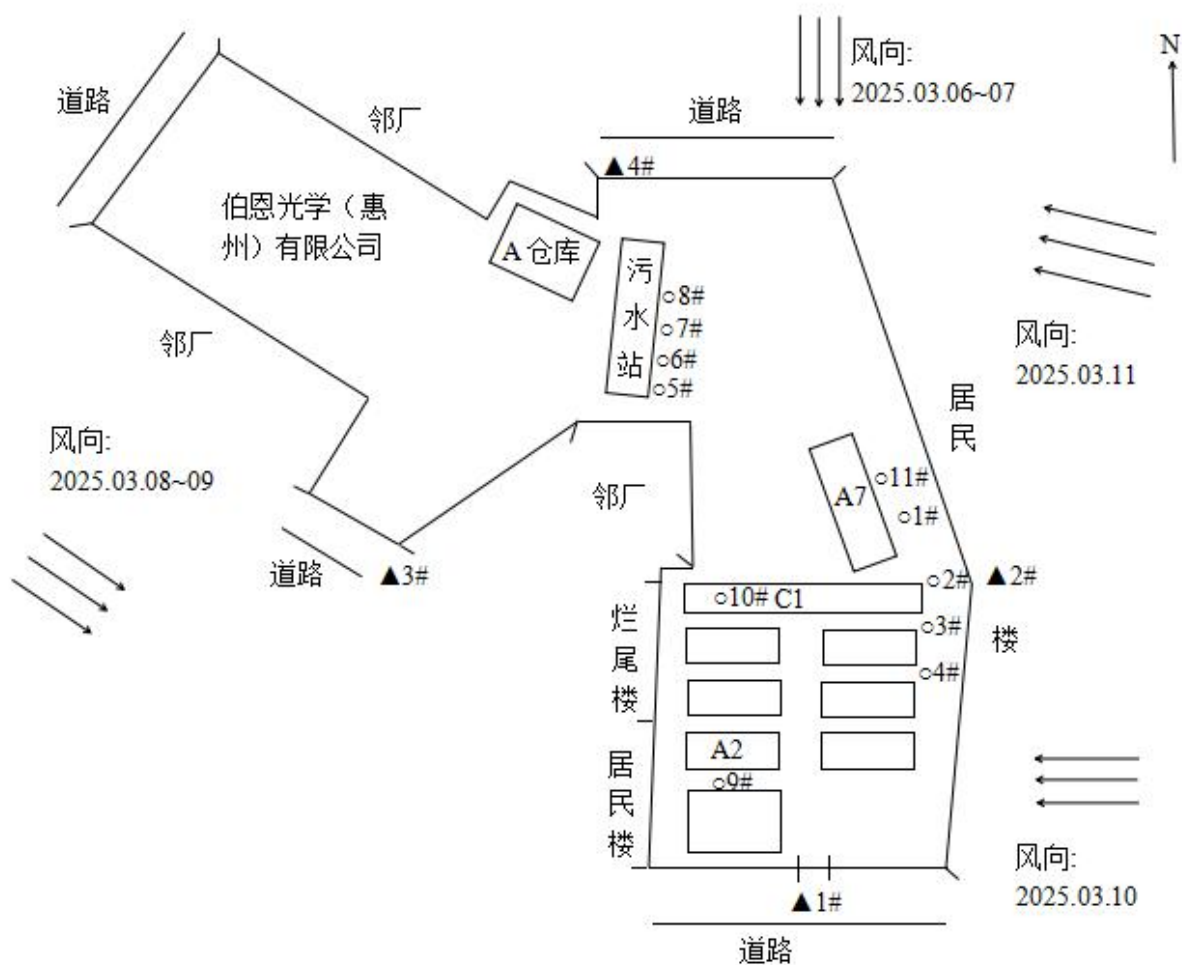 风向:
2025.03.06~07
N
道路
道路
邻厂
▲4#
伯恩光学（惠
州）有限公司
A 仓库
污
水
站
○8#
○7#
○6#
○5#
风向:
2025.03.11
邻厂
居
民
楼
风向:
2025.03.08~09
邻厂
A7
○11#
○1#
道路
▲3#
○2#
▲2#
○10# C1
○3#
○4#
烂
尾
楼
A2
○9#
居
民
楼
风向:
2025.03.10
▲1#
道路